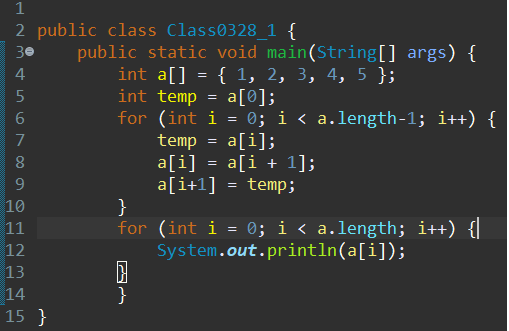 1
2 public class Class0328_1 {
3 public static void main(String[] args) {
4 int a[] = { 1, 2, 3, 4, 5 };
5 int temp = a[0];
6 for (int i = 0; i < a.length-1; i++) {
7 temp = a[i];
8 a[i] = a[i + 1];
9 a[i+1] = temp;
10 }
11 for (int i = 0; i < a.length; i++) {
12 System.out.println(a[i]);
13 }
14 }
15 }